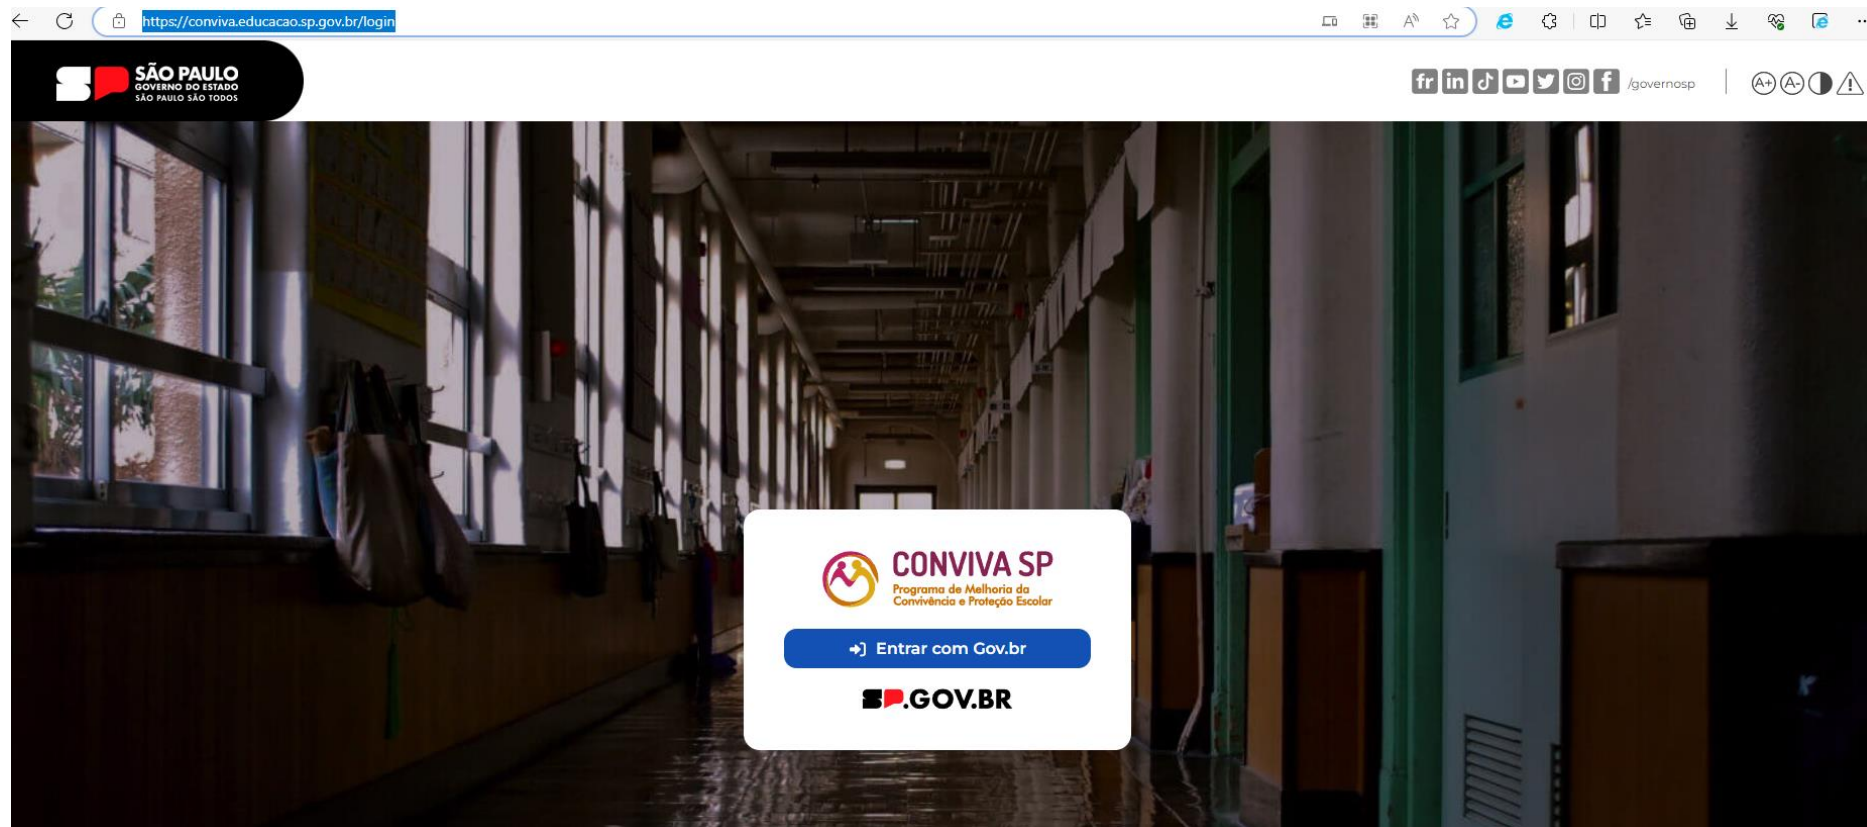 https://conviva.educacao.sp.gov.br/login
SÃO PAULO
GOVERNO DO ESTADO
SÃO PAULO SÃO TODOS
/governosp
A+ A-
CONVIVA SP
Programa de Melhoria da
Convivência e Proteção Escolar
Entrar com Gov.br
SP.GOV.BR